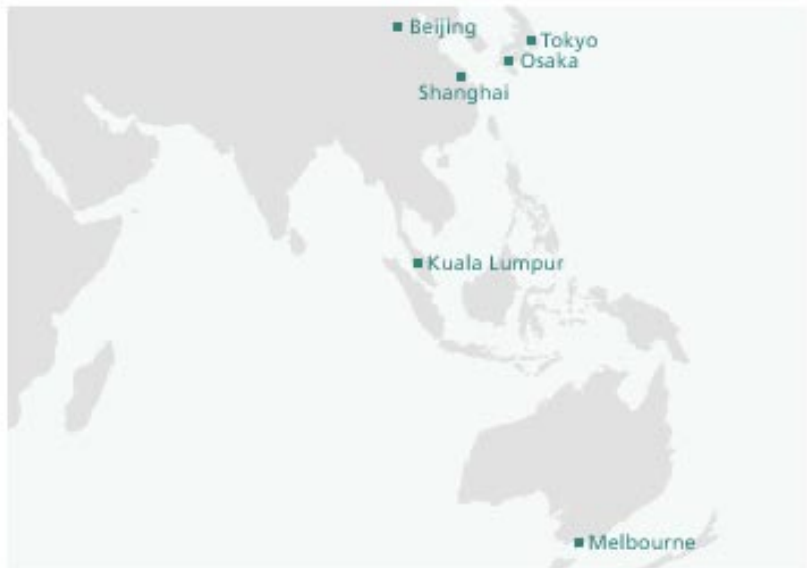 Beijing
Tokyo
Osaka
Shanghai
Kuala Lumpur
Melbourne